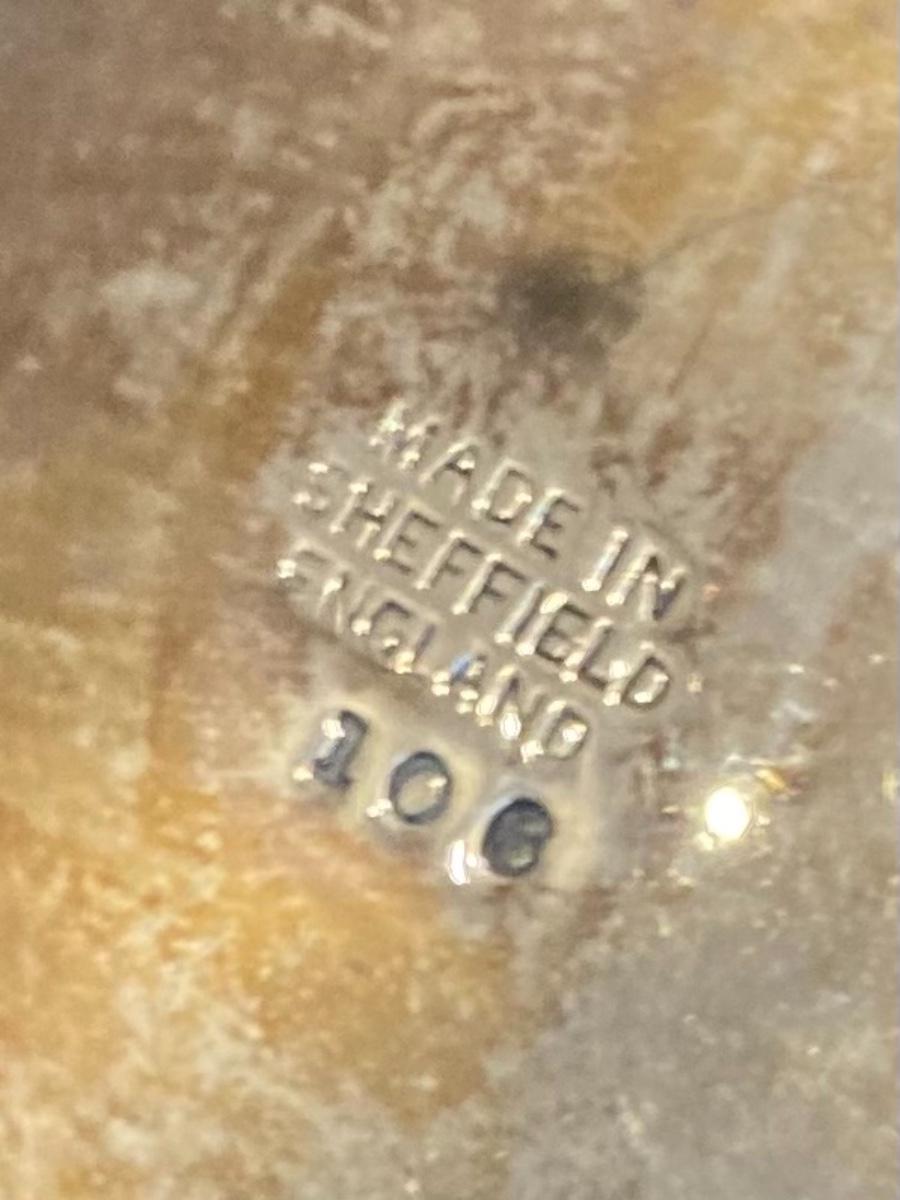 MADE IN
SHEFFIELD
ENGLAND
106